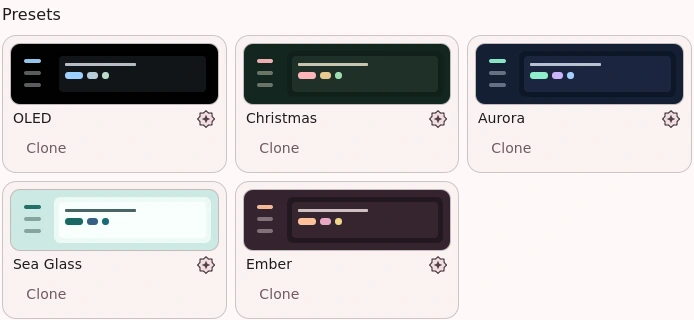 Presets
OLED
Clone
Christmas
Clone
Aurora
Clone
Sea Glass
Clone
Ember
Clone